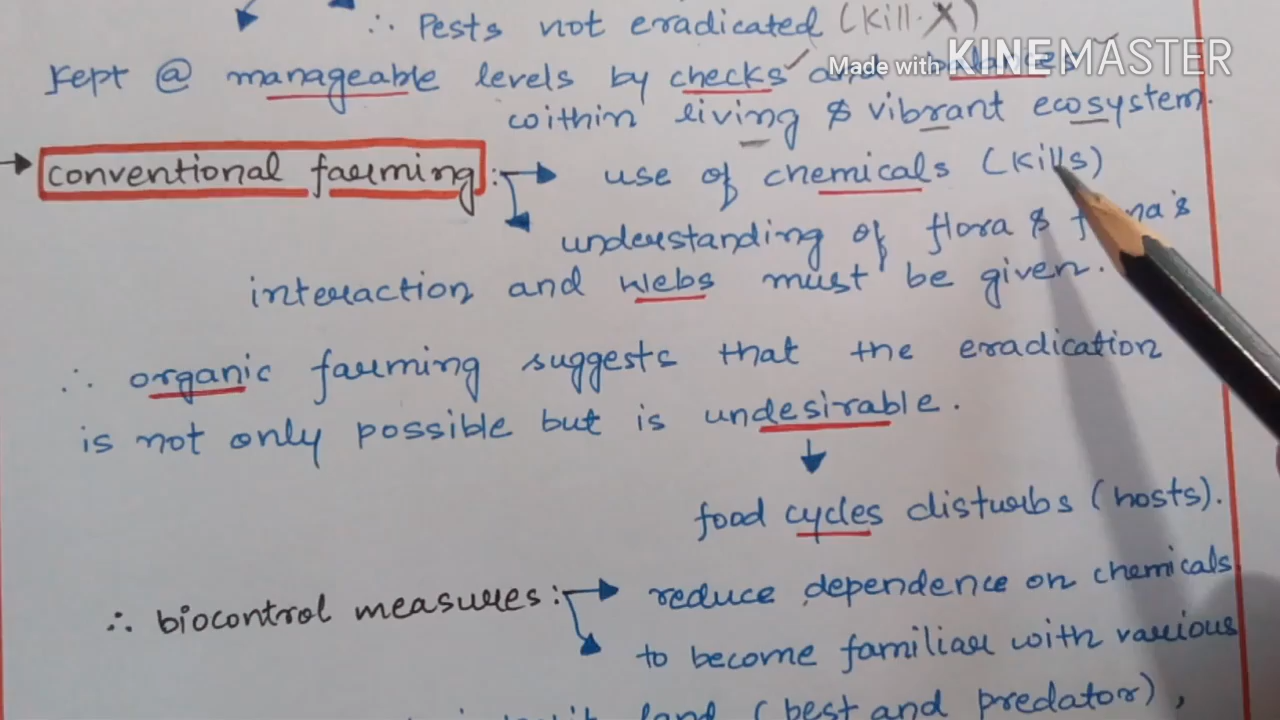 ∴ Pests not eradicated (Kill X)
Kept @ manageable levels by checks
Made with KINEMASTER
within living & vibrant ecosystem.
→ conventional farming : → use of chemicals (kills)
understanding of flora &
interaction and webs must be given.
∴ organic farming suggests that the eradication
is not only possible but is undesirable.
food cycles disturbs (hosts).
∴ biocontrol measures : → reduce dependence on chemicals
to become familiar with various
land (best and predator),